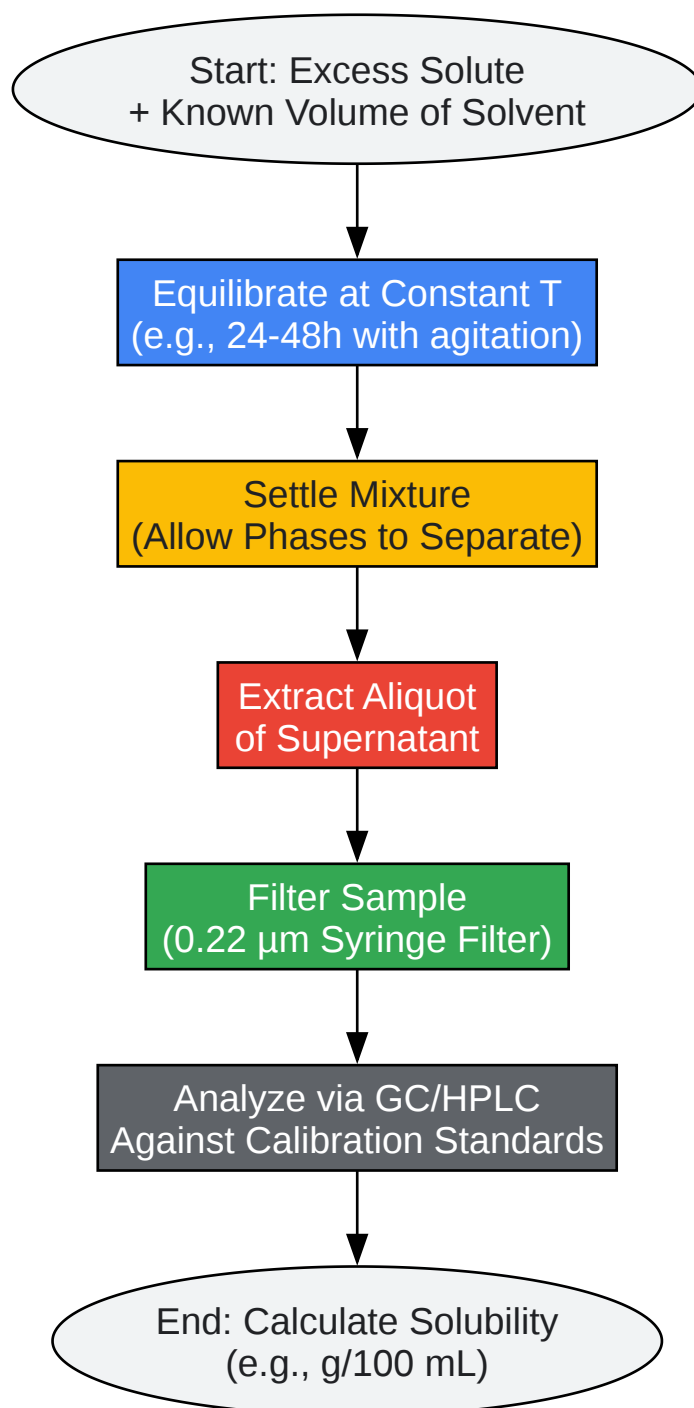 Start: Excess Solute
+ Known Volume of Solvent
Equilibrate at Constant T
(e.g., 24-48h with agitation)
Settle Mixture
(Allow Phases to Separate)
Extract Aliquot
of Supernatant
Filter Sample
(0.22 µm Syringe Filter)
Analyze via GC/HPLC
Against Calibration Standards
End: Calculate Solubility
(e.g., g/100 mL)